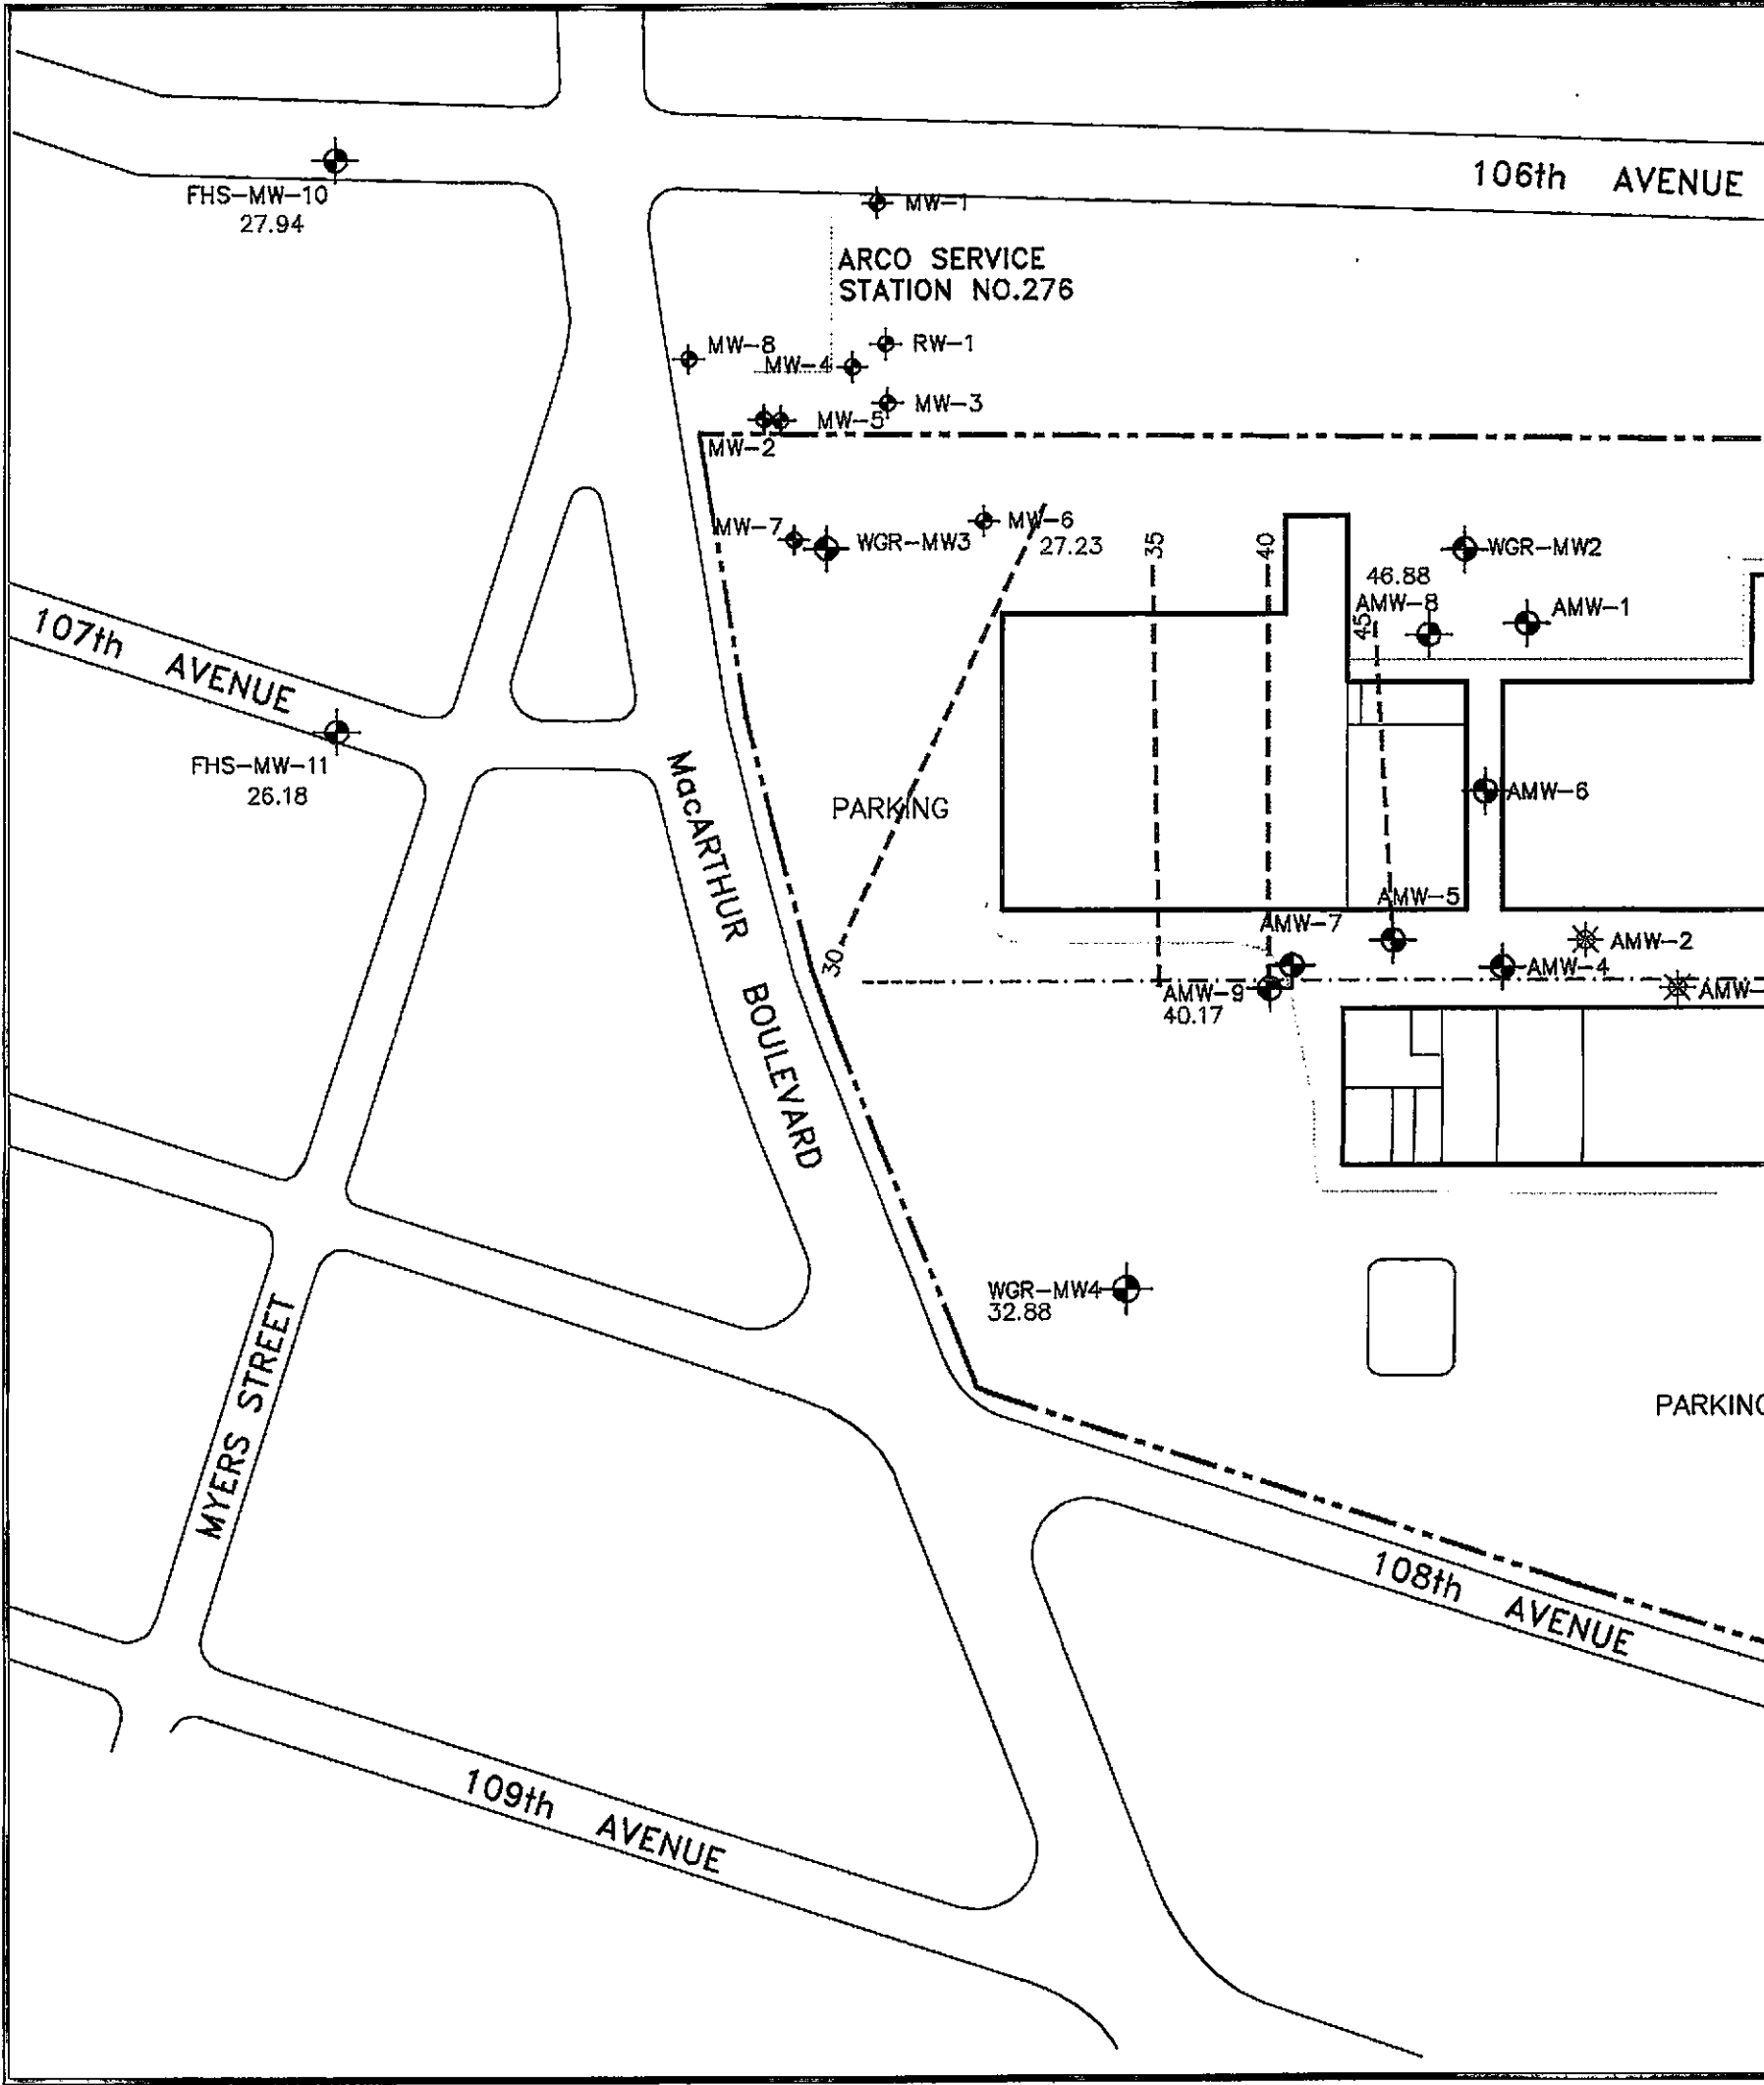 106th AVENUE
FHS-MW-10
27.94
MW-1
ARCO SERVICE
STATION NO.276
MW-8
RW-1
MW-4
MW-3
MW-5
MW-2
MW-7
WGR-MW3
MW-6
27.23
35
40
WGR-MW2
46.88
AMW-8
AMW-1
45
107th AVENUE
FHS-MW-11
26.18
MacARTHUR BOULEVARD
PARKING
AMW-6
AMW-5
AMW-7
AMW-2
AMW-4
30
AMW-9
40.17
AMW-
WGR-MW4
32.88
MYERS STREET
PARKING
108th AVENUE
109th AVENUE